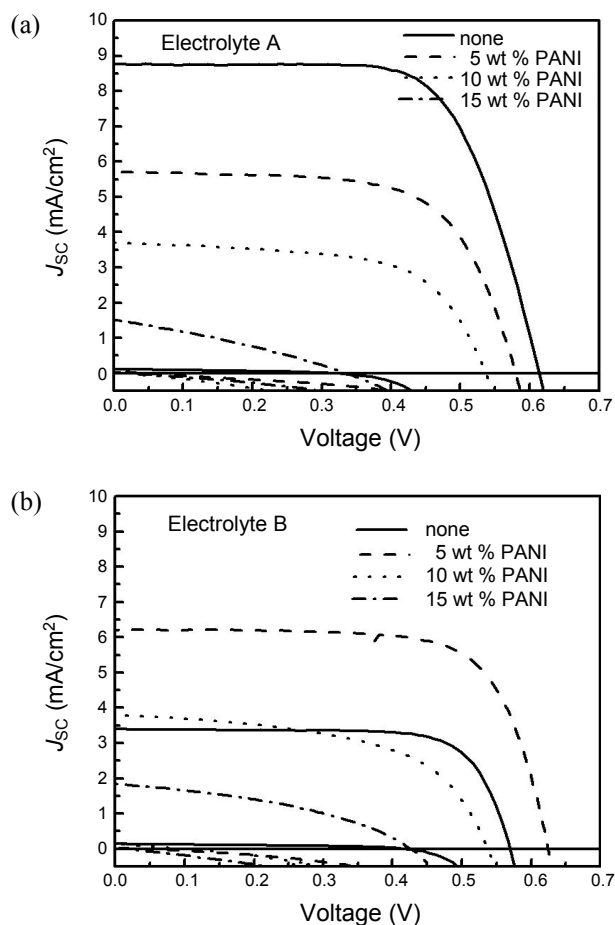 (a)
Electrolyte A
none
5 wt % PANI
10 wt % PANI
15 wt % PANI
10
9
8
7
6
5
4
3
2
1
0
J_SC (mA/cm²)
0.0 0.1 0.2 0.3 0.4 0.5 0.6 0.7
Voltage (V)
(b)
Electrolyte B
none
5 wt % PANI
10 wt % PANI
15 wt % PANI
10
9
8
7
6
5
4
3
2
1
0
J_SC (mA/cm²)
0.0 0.1 0.2 0.3 0.4 0.5 0.6 0.7
Voltage (V)